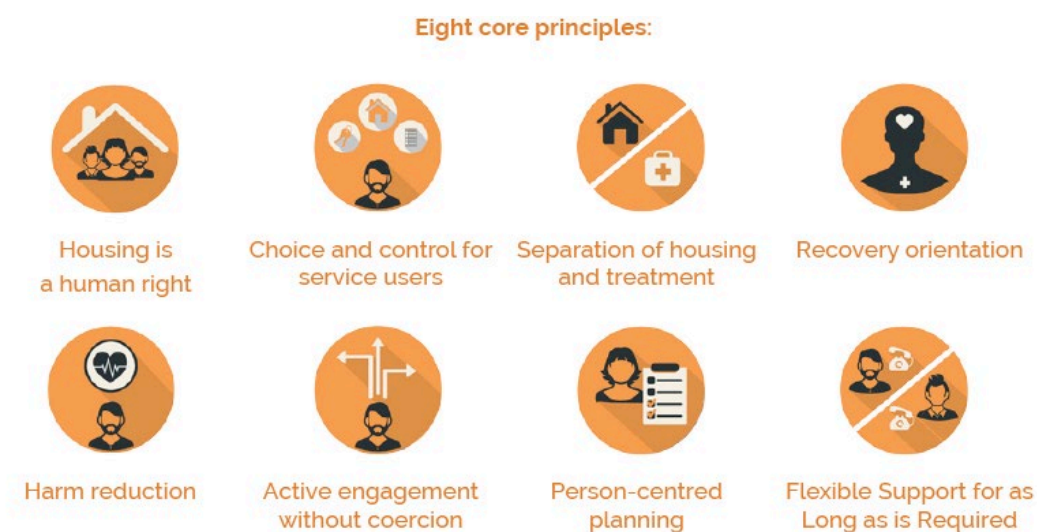 Eight core principles:
Housing is
a human right
Choice and control for
service users
Separation of housing
and treatment
Recovery orientation
Harm reduction
Active engagement
without coercion
Person-centred
planning
Flexible Support for as
Long as is Required